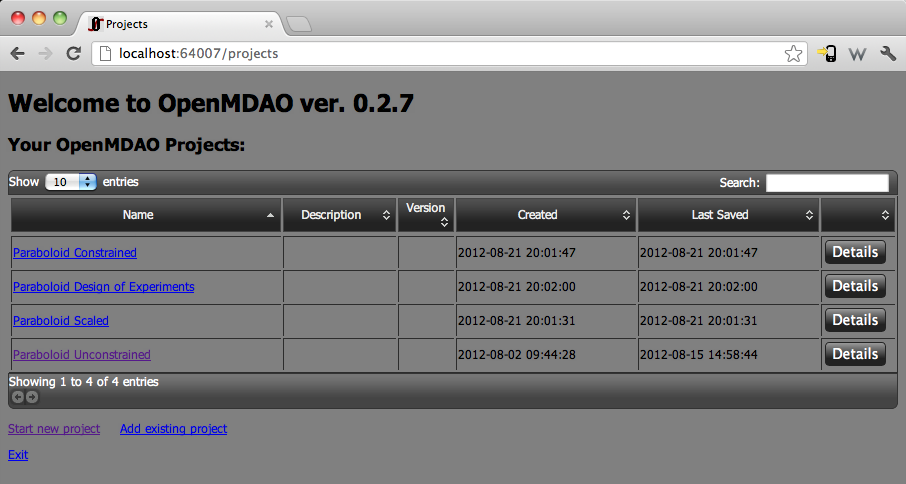 Projects
localhost:64007/projects
Welcome to OpenMDAO ver. 0.2.7
Your OpenMDAO Projects:
Show 10 entries Search:
Name Description Version Created Last Saved
Paraboloid Constrained 2012-08-21 20:01:47 2012-08-21 20:01:47 Details
Paraboloid Design of Experiments 2012-08-21 20:02:00 2012-08-21 20:02:00 Details
Paraboloid Scaled 2012-08-21 20:01:31 2012-08-21 20:01:31 Details
Paraboloid Unconstrained 2012-08-02 09:44:28 2012-08-15 14:58:44 Details
Showing 1 to 4 of 4 entries
Start new project Add existing project
Exit